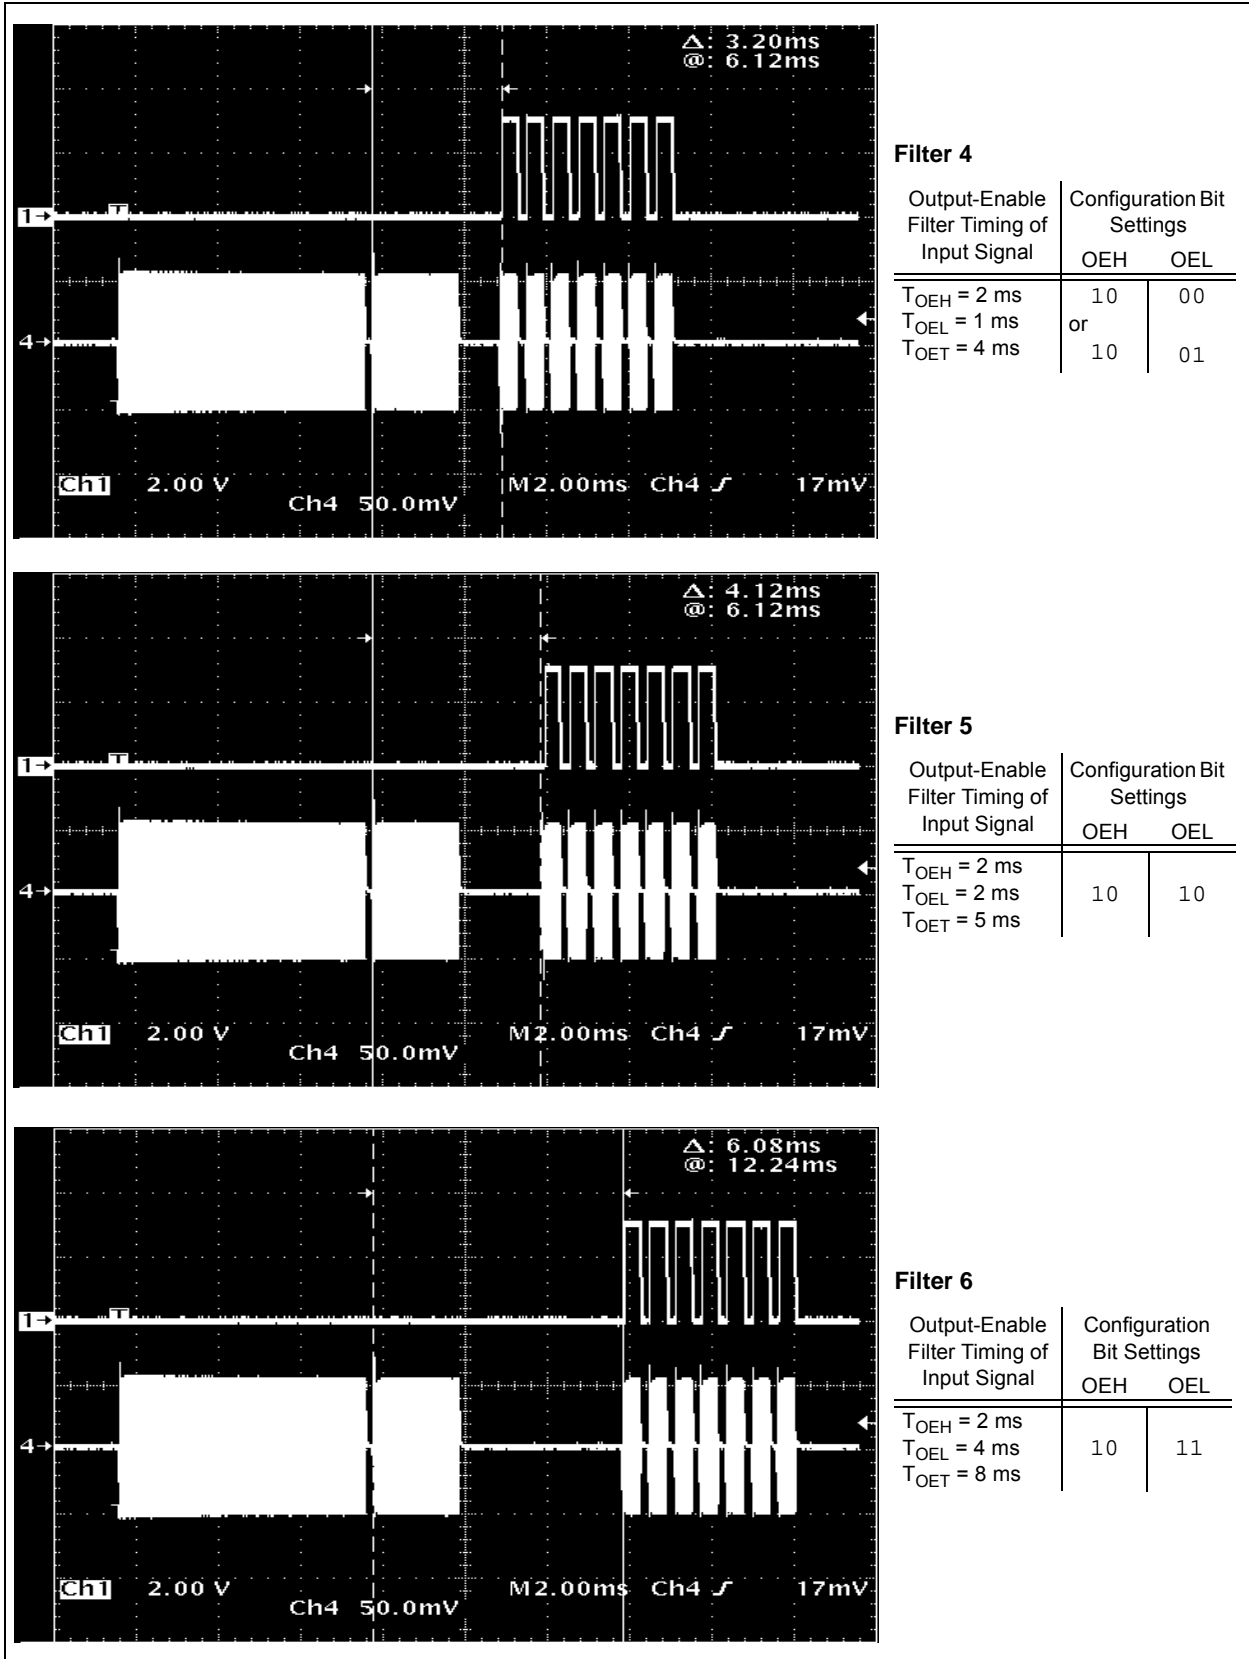 Δ: 3.20ms
@: 6.12ms
T
1→
4→
Ch1 2.00 V
Ch4 50.0mV
M2.00ms Ch4 17mV
Filter 4
Output-Enable
Filter Timing of
Input Signal
Configuration Bit
Settings
OEH OEL
TOEH = 2 ms 10 00
TOEL = 1 ms or
TOET = 4 ms 10 01
Δ: 4.12ms
@: 6.12ms
T
1→
4→
Ch1 2.00 V
Ch4 50.0mV
M2.00ms Ch4 17mV
Filter 5
Output-Enable
Filter Timing of
Input Signal
Configuration Bit
Settings
OEH OEL
TOEH = 2 ms
TOEL = 2 ms 10 10
TOET = 5 ms
Δ: 6.08ms
@: 12.24ms
T
1→
4→
Ch1 2.00 V
Ch4 50.0mV
M2.00ms Ch4 17mV
Filter 6
Output-Enable
Filter Timing of
Input Signal
Configuration
Bit Settings
OEH OEL
TOEH = 2 ms
TOEL = 4 ms 10 11
TOET = 8 ms